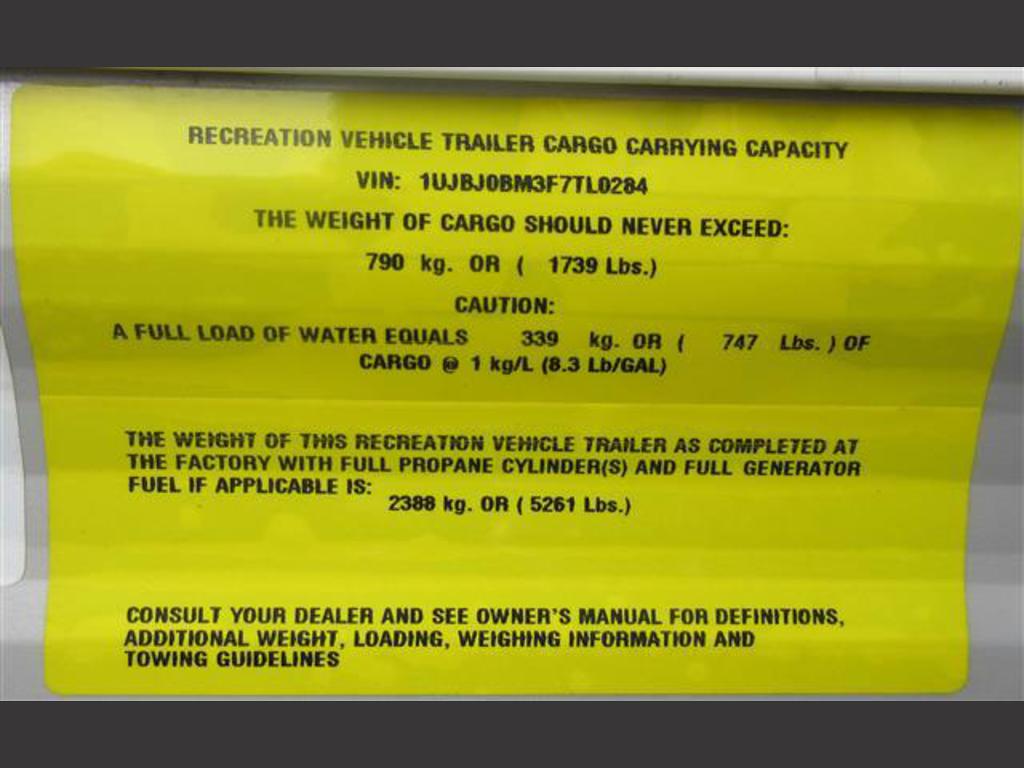 RECREATION VEHICLE TRAILER CARGO CARRYING CAPACITY
VIN: 1UJBJ0BM3F7TL0284
THE WEIGHT OF CARGO SHOULD NEVER EXCEED:
790 kg. OR ( 1739 Lbs.)
CAUTION:
A FULL LOAD OF WATER EQUALS 339 kg. OR ( 747 Lbs. ) OF
CARGO @ 1 kg/L (8.3 Lb/GAL)
THE WEIGHT OF THIS RECREATION VEHICLE TRAILER AS COMPLETED AT
THE FACTORY WITH FULL PROPANE CYLINDER(S) AND FULL GENERATOR
FUEL IF APPLICABLE IS:
2388 kg. OR ( 5261 Lbs.)
CONSULT YOUR DEALER AND SEE OWNER'S MANUAL FOR DEFINITIONS,
ADDITIONAL WEIGHT, LOADING, WEIGHING INFORMATION AND
TOWING GUIDELINES